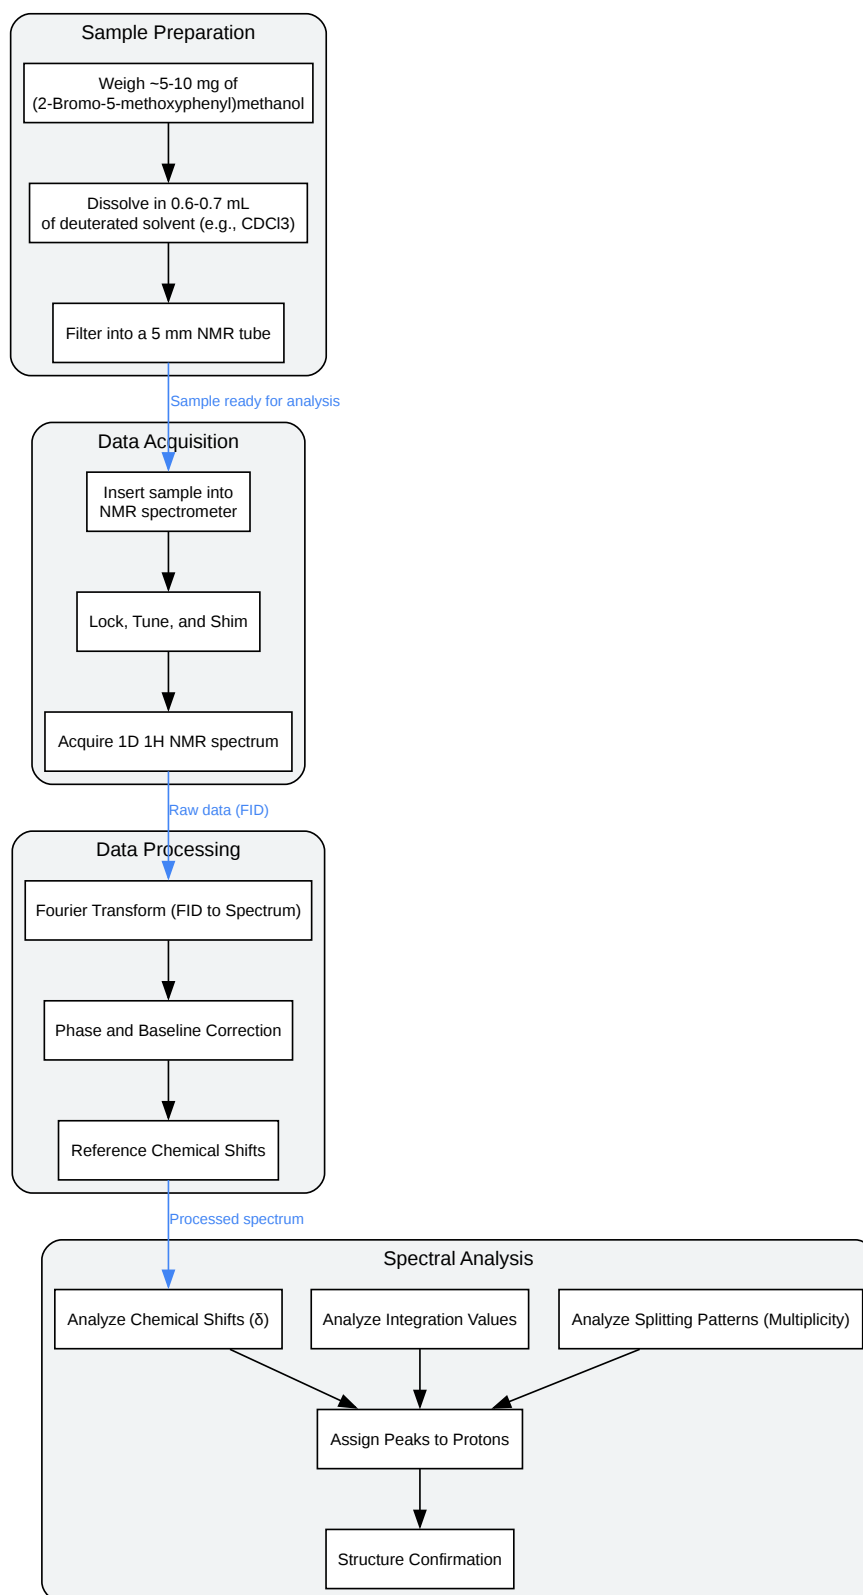 Sample Preparation
Weigh ~5-10 mg of
(2-Bromo-5-methoxyphenyl)methanol
Dissolve in 0.6-0.7 mL
of deuterated solvent (e.g., CDCl3)
Filter into a 5 mm NMR tube
Sample ready for analysis
Data Acquisition
Insert sample into
NMR spectrometer
Lock, Tune, and Shim
Acquire 1D 1H NMR spectrum
Raw data (FID)
Data Processing
Fourier Transform (FID to Spectrum)
Phase and Baseline Correction
Reference Chemical Shifts
Processed spectrum
Spectral Analysis
Analyze Chemical Shifts (δ)
Analyze Integration Values
Analyze Splitting Patterns (Multiplicity)
Assign Peaks to Protons
Structure Confirmation